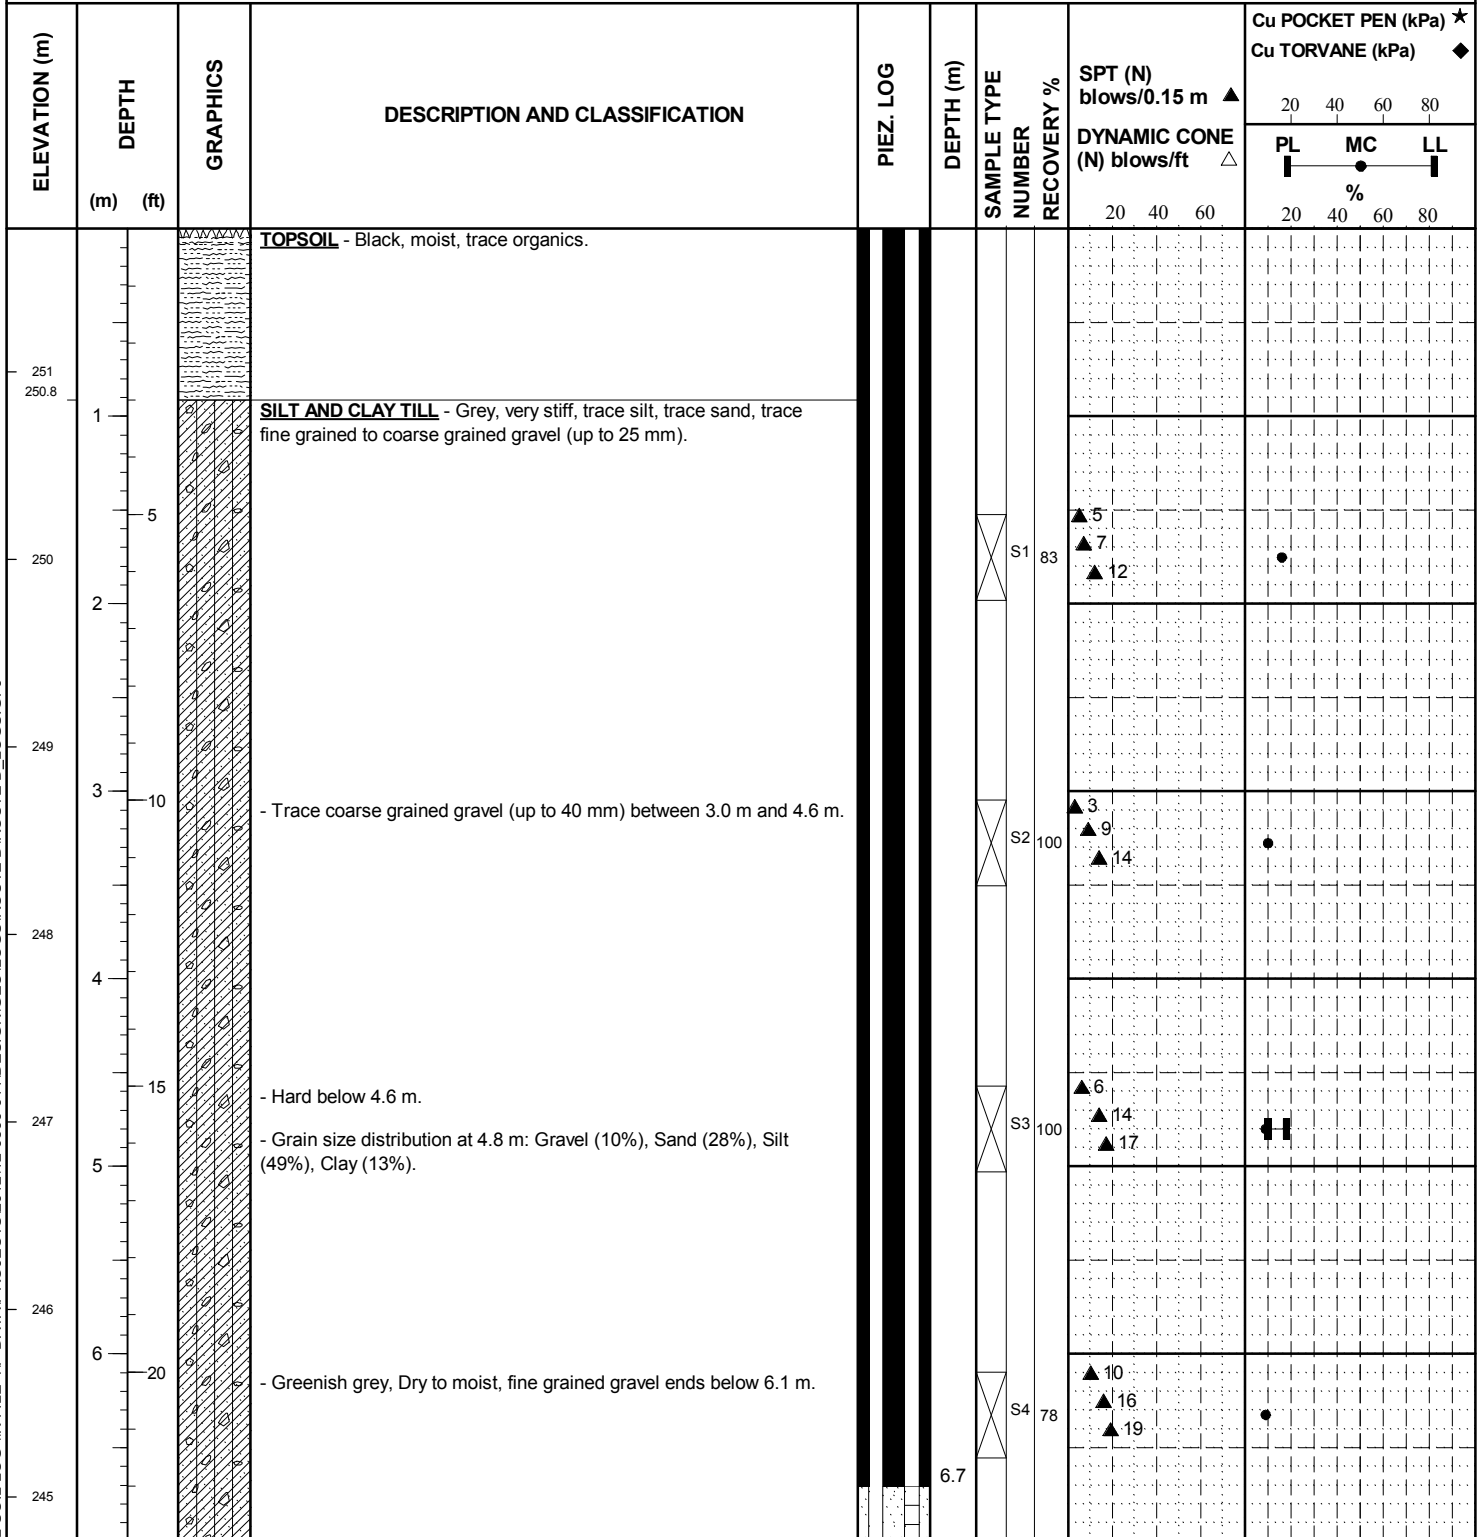 ELEVATION (m)
DEPTH
(m) (ft)
GRAPHICS
DESCRIPTION AND CLASSIFICATION
PIEZ. LOG
DEPTH (m)
SAMPLE TYPE
NUMBER
RECOVERY %
SPT (N)
blows/0.15 m ▲
DYNAMIC CONE
(N) blows/ft △
20 40 60
Cu POCKET PEN (kPa) ★
Cu TORVANE (kPa) ◆
20 40 60 80
PL MC LL
%
20 40 60 80
TOPSOIL - Black, moist, trace organics.
251
250.8
1
SILT AND CLAY TILL - Grey, very stiff, trace silt, trace sand, trace
fine grained to coarse grained gravel (up to 25 mm).
5
5
7
12
S1
83
250
2
249
3
10
- Trace coarse grained gravel (up to 40 mm) between 3.0 m and 4.6 m.
3
9
14
S2
100
248
4
15
- Hard below 4.6 m.
6
14
17
S3
100
247
- Grain size distribution at 4.8 m: Gravel (10%), Sand (28%), Silt
(49%), Clay (13%).
5
246
6
20
- Greenish grey, Dry to moist, fine grained gravel ends below 6.1 m.
10
16
19
S4
78
6.7
245